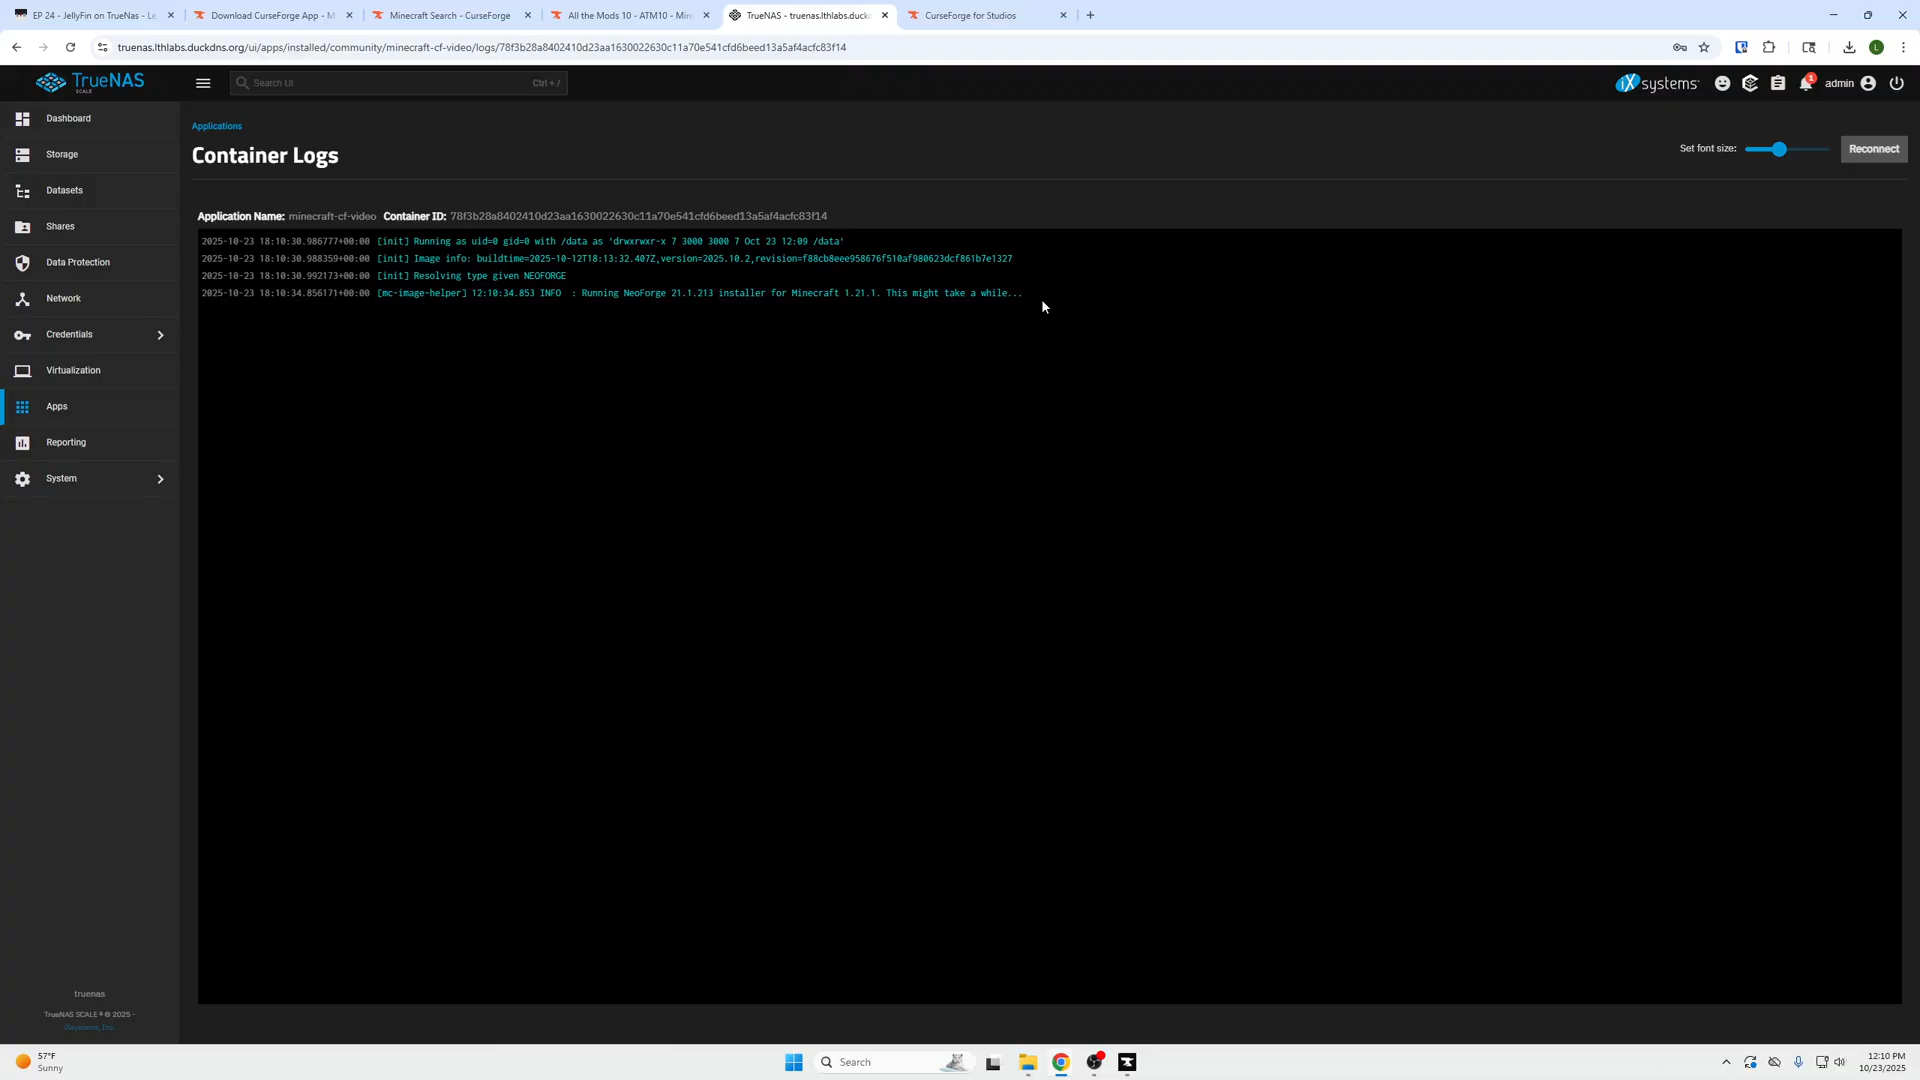 EP 24 - JellyFin on TrueNas - Le
Download CurseForge App - M
Minecraft Search - CurseForge
All the Mods 10 - ATM10 - Min
TrueNAS - truenas.lthlabs.duckd
CurseForge for Studios
truenas.lthlabs.duckdns.org/ui/apps/installed/community/minecraft-cf-video/logs/78f3b28a8402410d23aa1630022630c11a70e541cfd6beed13a5af4acfc83f14
L
TrueNAS
SCALE
Search UI
Ctrl + /
iXsystems
1
admin
Dashboard
Storage
Datasets
Shares
Data Protection
Network
Credentials
Virtualization
Apps
Reporting
System
truenas
TrueNAS SCALE ® © 2025 -
iXsystems, Inc.
Applications
Container Logs
Set font size:
Reconnect
Application Name: minecraft-cf-video Container ID: 78f3b28a8402410d23aa1630022630c11a70e541cfd6beed13a5af4acfc83f14
2025-10-23 18:10:30.986777+00:00 [init] Running as uid=0 gid=0 with /data as 'drwxrwxr-x 7 3000 3000 7 Oct 23 12:09 /data'
2025-10-23 18:10:30.988359+00:00 [init] Image info: buildtime=2025-10-12T18:13:32.407Z,version=2025.10.2,revision=f88cb8eee958676f510af980623dcf861b7e1327
2025-10-23 18:10:30.992173+00:00 [init] Resolving type given NEOFORGE
2025-10-23 18:10:34.856171+00:00 [mc-image-helper] 12:10:34.853 INFO : Running NeoForge 21.1.213 installer for Minecraft 1.21.1. This might take a while...
57°F
Sunny
Search
12:10 PM
10/23/2025